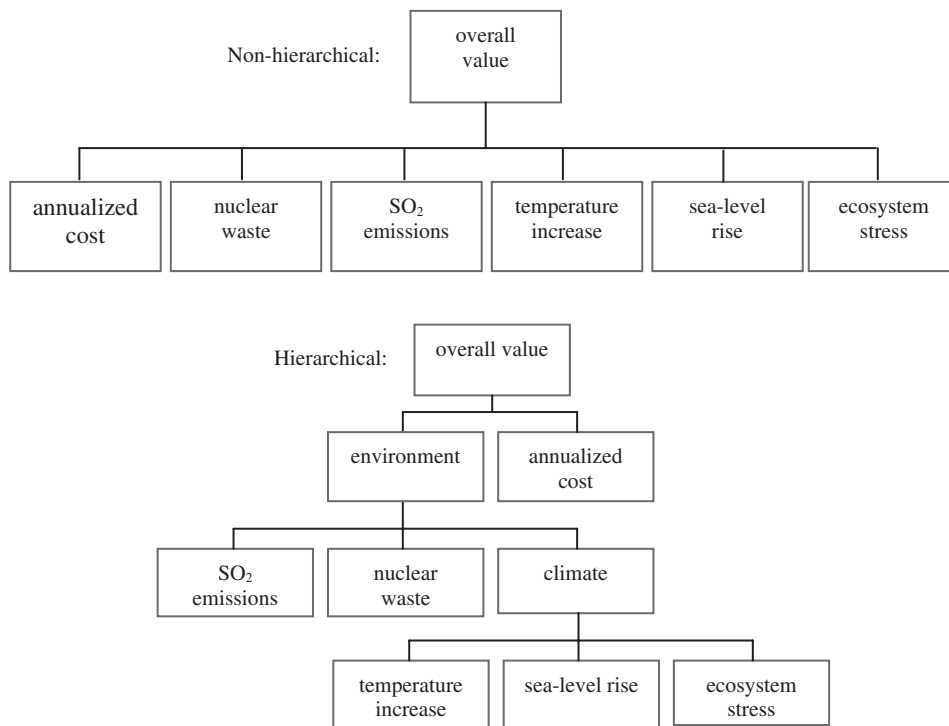 Non-hierarchical:
overall
value
annualized
cost
nuclear
waste
SO₂
emissions
temperature
increase
sea-level
rise
ecosystem
stress
Hierarchical:
overall value
environment
annualized
cost
SO₂
emissions
nuclear
waste
climate
temperature
increase
sea-level rise
ecosystem
stress